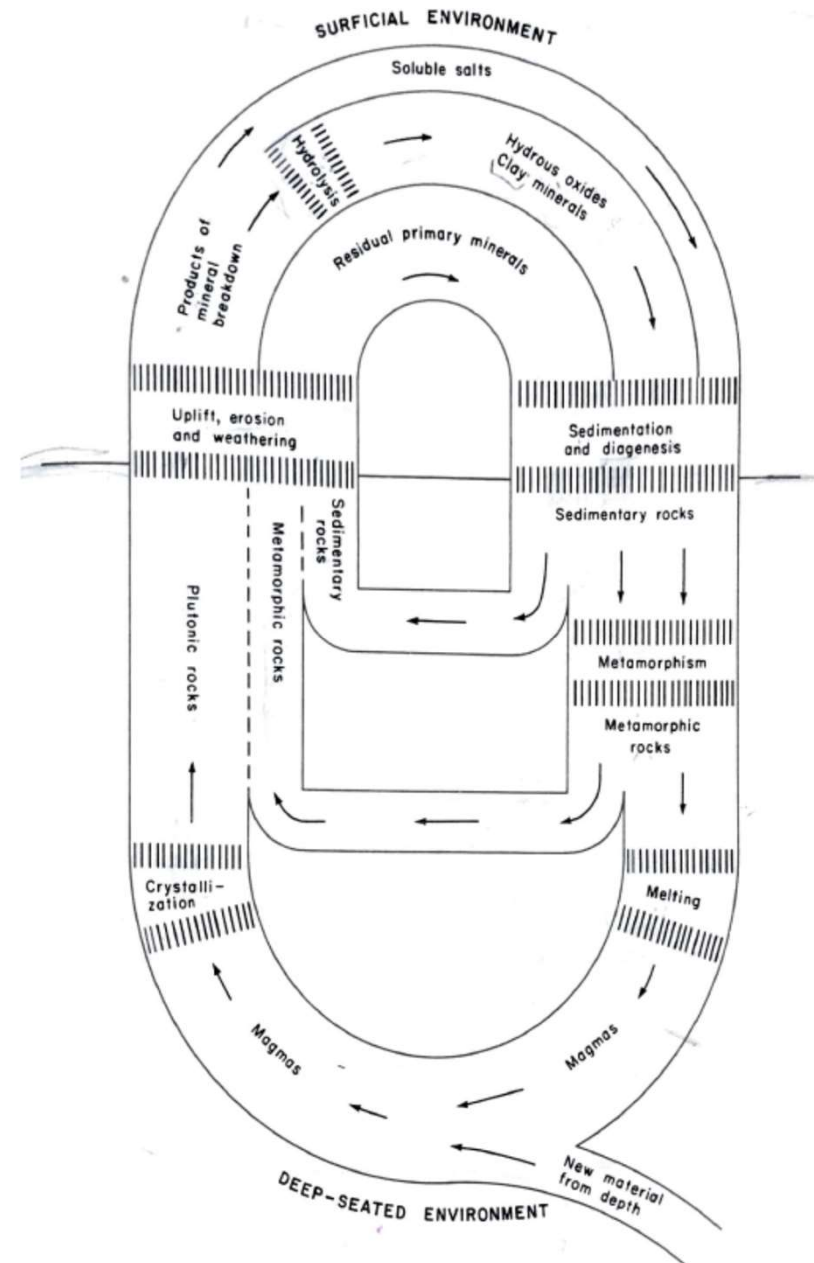 SURFICIAL ENVIRONMENT
Soluble salts
Hydrolysis
Hydrous oxides
Clay minerals
Products of
mineral
breakdown
Residual primary minerals
Uplift, erosion
and weathering
Sedimentation
and diagenesis
Sedimentary rocks
Sedimentary
rocks
Metamorphic rocks
Plutonic rocks
Metamorphism
Metamorphic
rocks
Crystalli-
zation
Melting
Magmas
Magmas
New material
from depth
DEEP-SEATED ENVIRONMENT